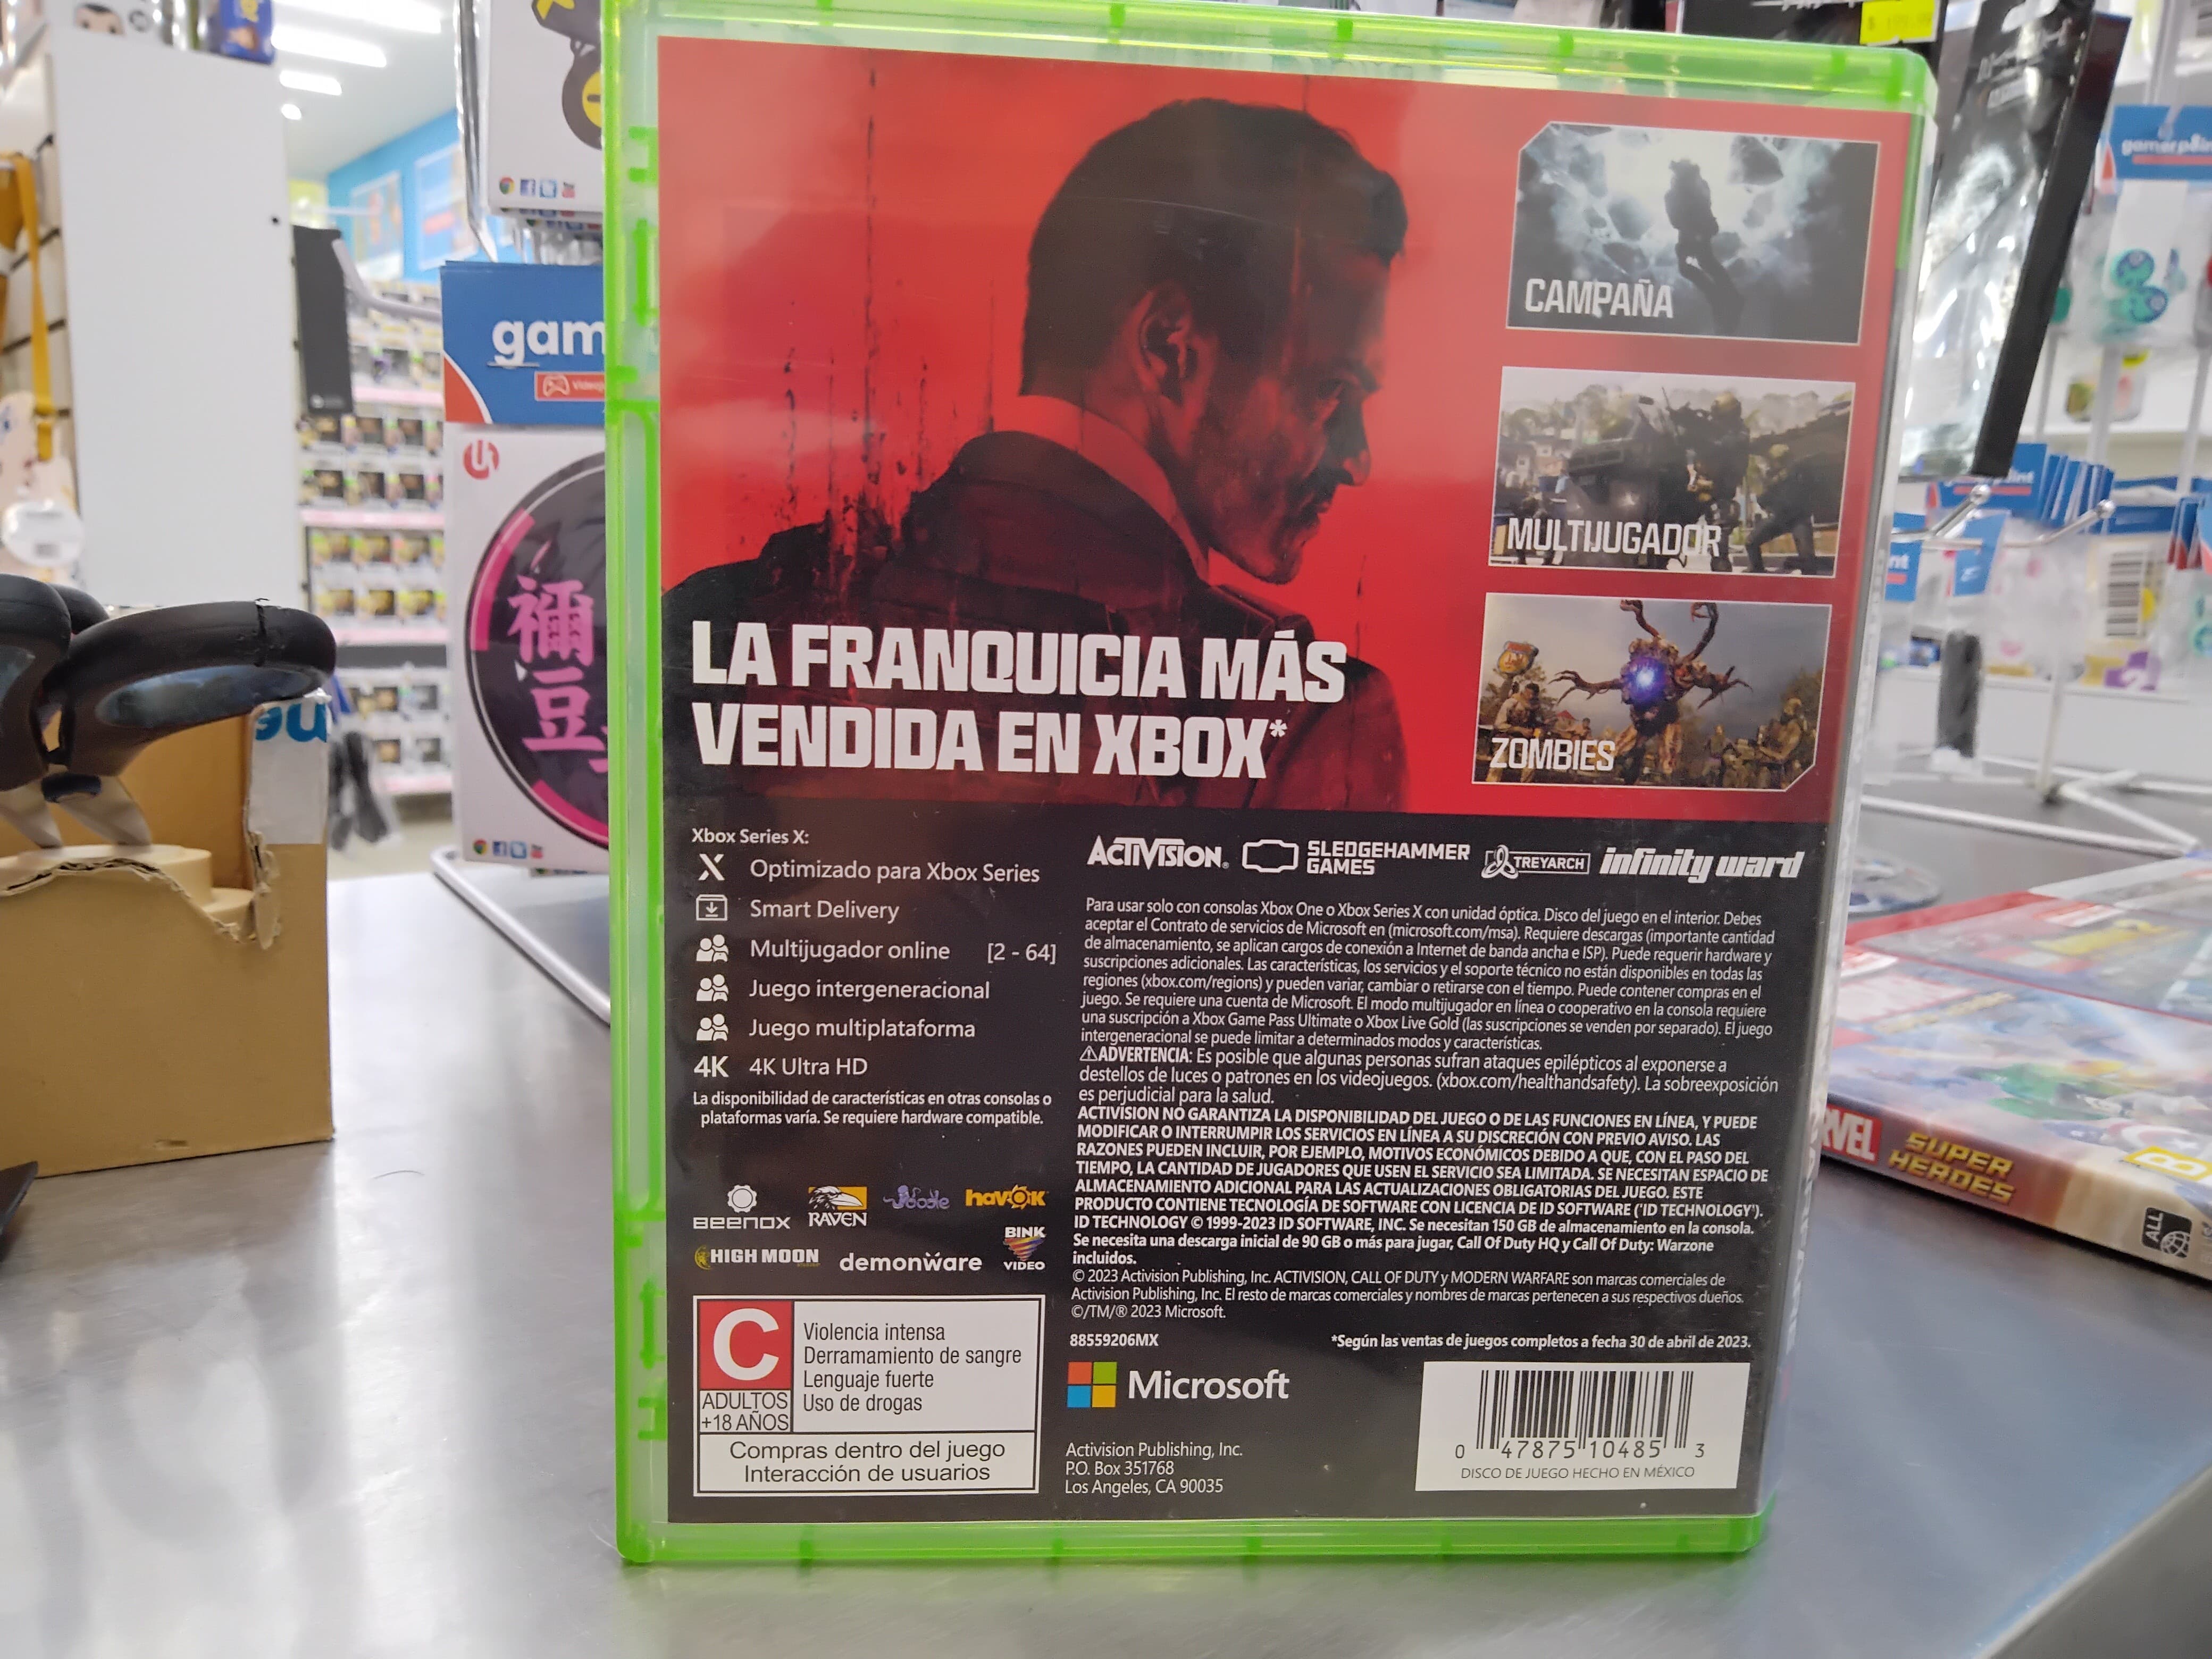 CAMPAÑA
MULTIJUGADOR
ZOMBIES
LA FRANQUICIA MÁS
VENDIDA EN XBOX*
Xbox Series X:
Optimizado para Xbox Series
Smart Delivery
Multijugador online [2 - 64]
Juego intergeneracional
Juego multiplataforma
4K 4K Ultra HD
La disponibilidad de características en otras consolas o
plataformas varía. Se requiere hardware compatible.
BEENOX RAVEN havok
HIGH MOON demonware BINK
VIDEO
C
ADULTOS
+18 AÑOS
Violencia intensa
Derramamiento de sangre
Lenguaje fuerte
Uso de drogas
Compras dentro del juego
Interacción de usuarios
ACTIVISION. SLEDGEHAMMER
GAMES TREYARCH infinity ward
Para usar solo con consolas Xbox One o Xbox Series X con unidad óptica. Disco del juego en el interior. Debes
aceptar el Contrato de servicios de Microsoft en (microsoft.com/msa). Requiere descargas (importante cantidad
de almacenamiento, se aplican cargos de conexión a Internet de banda ancha e ISP). Puede requerir hardware y
suscripciones adicionales. Las características, los servicios y el soporte técnico no están disponibles en todas las
regiones (xbox.com/regions) y pueden variar, cambiar o retirarse con el tiempo. Puede contener compras en el
juego. Se requiere una cuenta de Microsoft. El modo multijugador en línea o cooperativo en la consola requiere
una suscripción a Xbox Game Pass Ultimate o Xbox Live Gold (las suscripciones se venden por separado). El juego
intergeneracional se puede limitar a determinados modos y características.
⚠ADVERTENCIA: Es posible que algunas personas sufran ataques epilépticos al exponerse a
destellos de luces o patrones en los videojuegos. (xbox.com/healthandsafety). La sobreexposición
es perjudicial para la salud.
ACTIVISION NO GARANTIZA LA DISPONIBILIDAD DEL JUEGO O DE LAS FUNCIONES EN LÍNEA, Y PUEDE
MODIFICAR O INTERRUMPIR LOS SERVICIOS EN LÍNEA A SU DISCRECIÓN CON PREVIO AVISO. LAS
RAZONES PUEDEN INCLUIR, POR EJEMPLO, MOTIVOS ECONÓMICOS DEBIDO A QUE, CON EL PASO DEL
TIEMPO, LA CANTIDAD DE JUGADORES QUE USEN EL SERVICIO SEA LIMITADA. SE NECESITAN ESPACIO DE
ALMACENAMIENTO ADICIONAL PARA LAS ACTUALIZACIONES OBLIGATORIAS DEL JUEGO. ESTE
PRODUCTO CONTIENE TECNOLOGÍA DE SOFTWARE CON LICENCIA DE ID SOFTWARE ('ID TECHNOLOGY').
ID TECHNOLOGY © 1999-2023 ID SOFTWARE, INC. Se necesitan 150 GB de almacenamiento en la consola.
Se necesita una descarga inicial de 90 GB o más para jugar, Call Of Duty HQ y Call Of Duty: Warzone
incluidos.
© 2023 Activision Publishing, Inc. ACTIVISION, CALL OF DUTY y MODERN WARFARE son marcas comerciales de
Activision Publishing, Inc. El resto de marcas comerciales y nombres de marcas pertenecen a sus respectivos dueños.
©/TM/® 2023 Microsoft.
88559206MX *Según las ventas de juegos completos a fecha 30 de abril de 2023.
Microsoft
Activision Publishing, Inc.
P.O. Box 351768
Los Angeles, CA 90035
0 47875 10485 3
DISCO DE JUEGO HECHO EN MÉXICO
gam
禰
豆
SUPER
HEROES
ALL